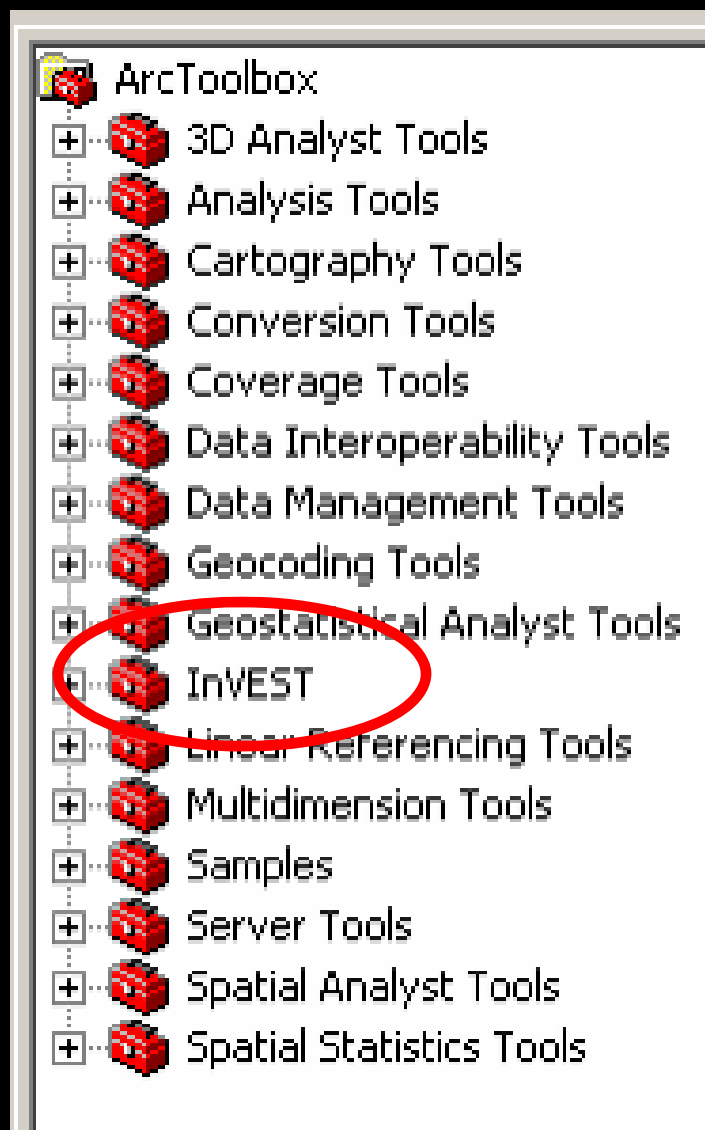 ArcToolbox
3D Analyst Tools
Analysis Tools
Cartography Tools
Conversion Tools
Coverage Tools
Data Interoperability Tools
Data Management Tools
Geocoding Tools
Geostatistical Analyst Tools
InVEST
Linear Referencing Tools
Multidimension Tools
Samples
Server Tools
Spatial Analyst Tools
Spatial Statistics Tools